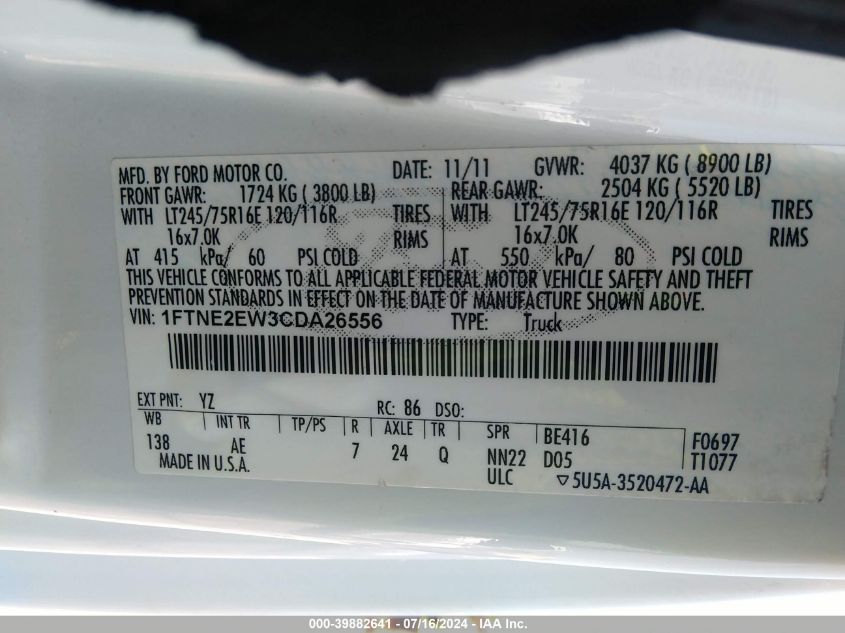 MFD. BY FORD MOTOR CO. DATE: 11/11 GVWR: 4037 KG ( 8900 LB)
FRONT GAWR: 1724 KG ( 3800 LB) REAR GAWR: 2504 KG ( 5520 LB)
WITH LT245/75R16E 120/116R TIRES WITH LT245/75R16E 120/116R TIRES
16x7.0K RIMS 16x7.0K RIMS
AT 415 kPa/ 60 PSI COLD AT 550 kPa/ 80 PSI COLD
THIS VEHICLE CONFORMS TO ALL APPLICABLE FEDERAL MOTOR VEHICLE SAFETY AND THEFT
PREVENTION STANDARDS IN EFFECT ON THE DATE OF MANUFACTURE SHOWN ABOVE.
VIN: 1FTNE2EW3CDA26556 TYPE: Truck
EXT PNT: YZ RC: 86 DSO:
WB INT TR TP/PS R AXLE TR SPR BE416 F0697
138 AE 7 24 Q NN22 D05 T1077
MADE IN U.S.A. ULC ▽5U5A-3520472-AA
000-39882641 - 07/16/2024 - IAA Inc.